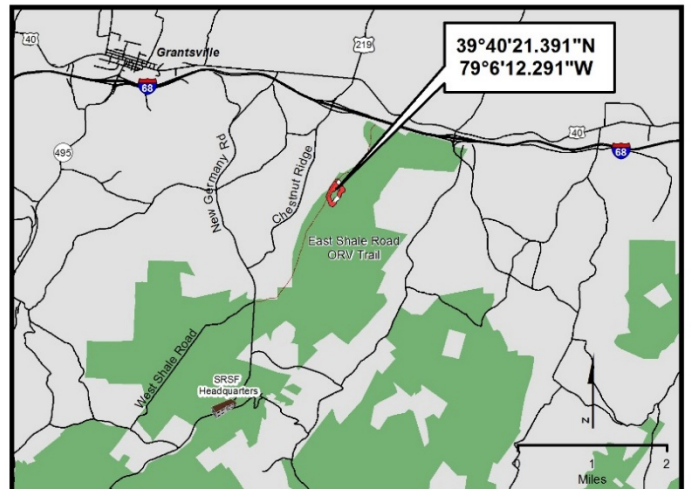 40
Grantsville
219
39°40'21.391"N
79°6'12.291"W
68
495
New Germany Rd
Chestnut Ridge
40
68
East Shale Road
ORV Trail
West Shale Road
SRSF
Headquarters
N
1
2
Miles